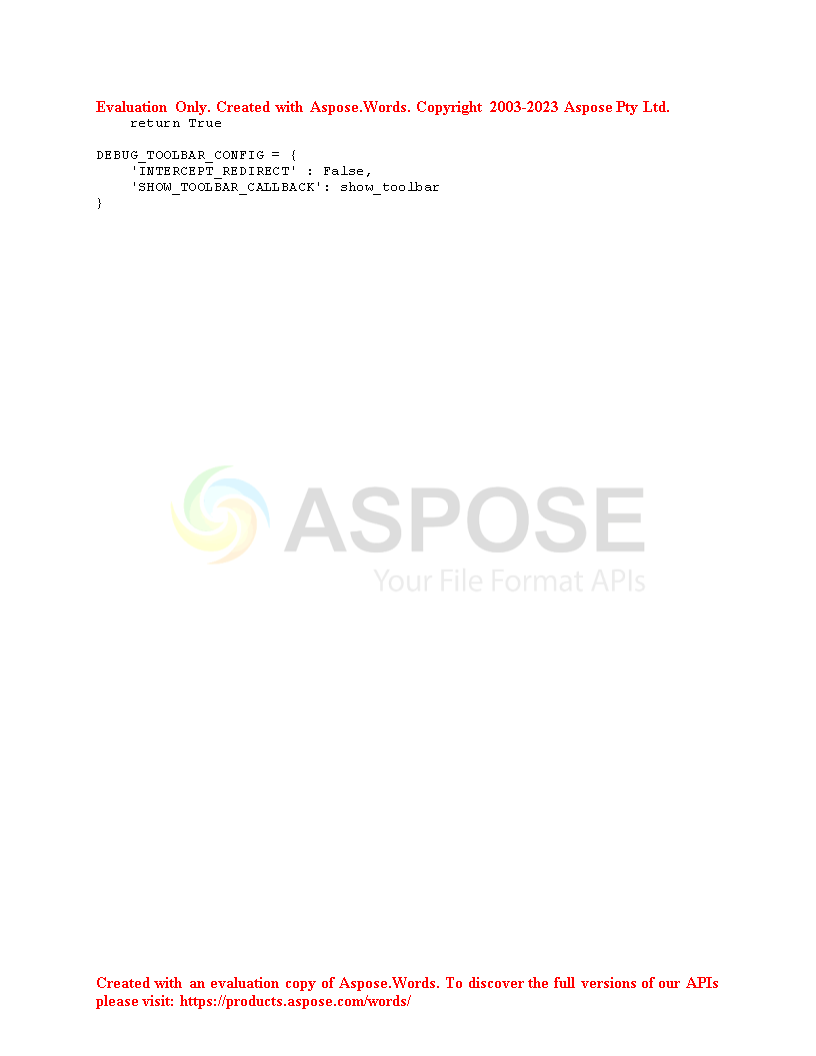 Evaluation Only. Created with Aspose.Words. Copyright 2003-2023 Aspose Pty Ltd.
    return True

DEBUG_TOOLBAR_CONFIG = {
    'INTERCEPT_REDIRECT' : False,
    'SHOW_TOOLBAR_CALLBACK': show_toolbar
}
ASPOSE
Your File Format APIs
Created with an evaluation copy of Aspose.Words. To discover the full versions of our APIs
please visit: https://products.aspose.com/words/